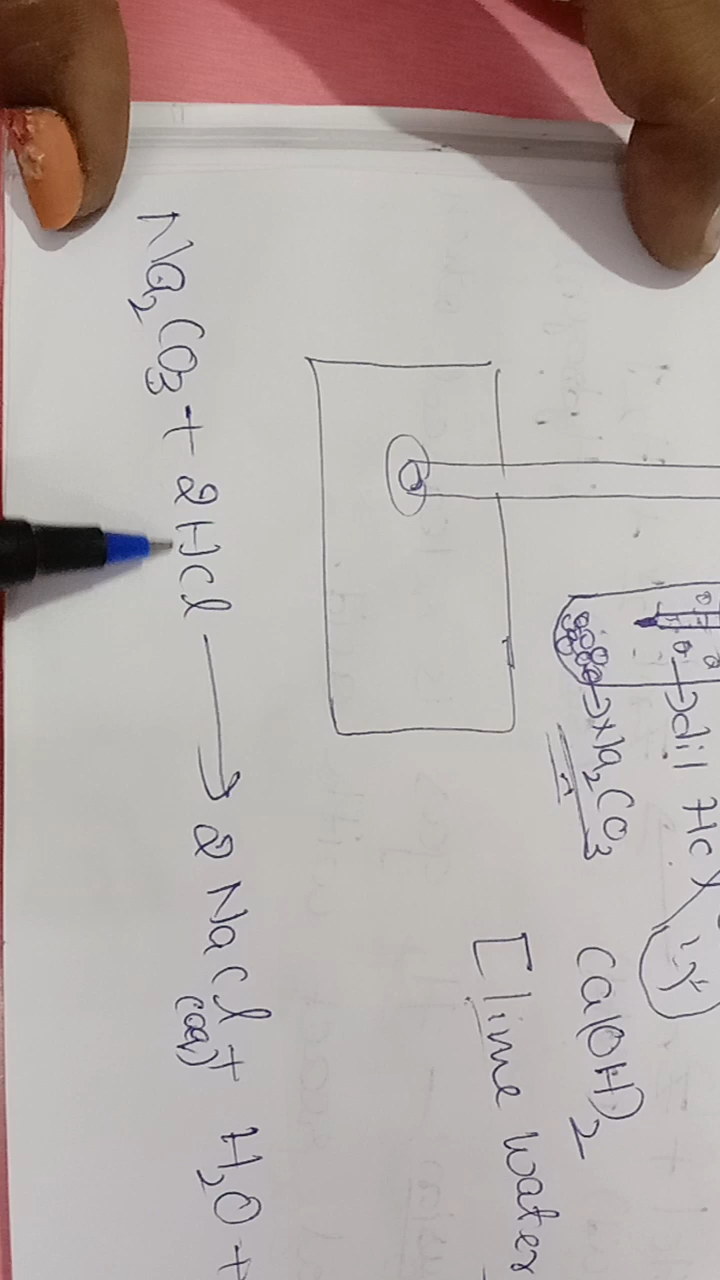 dil HCl
→ Na₂CO₃
Ca(OH)₂
[lime water
Na₂CO₃ + 2HCl ⟶ 2NaCl + H₂O +
(aq)